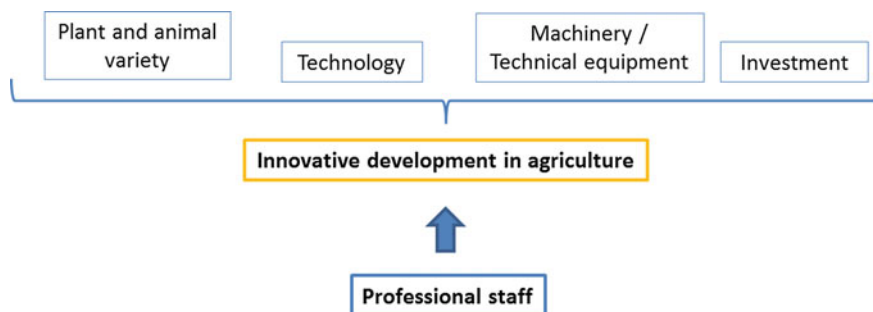 Plant and animal
variety
Technology
Machinery /
Technical equipment
Investment
Innovative development in agriculture
Professional staff